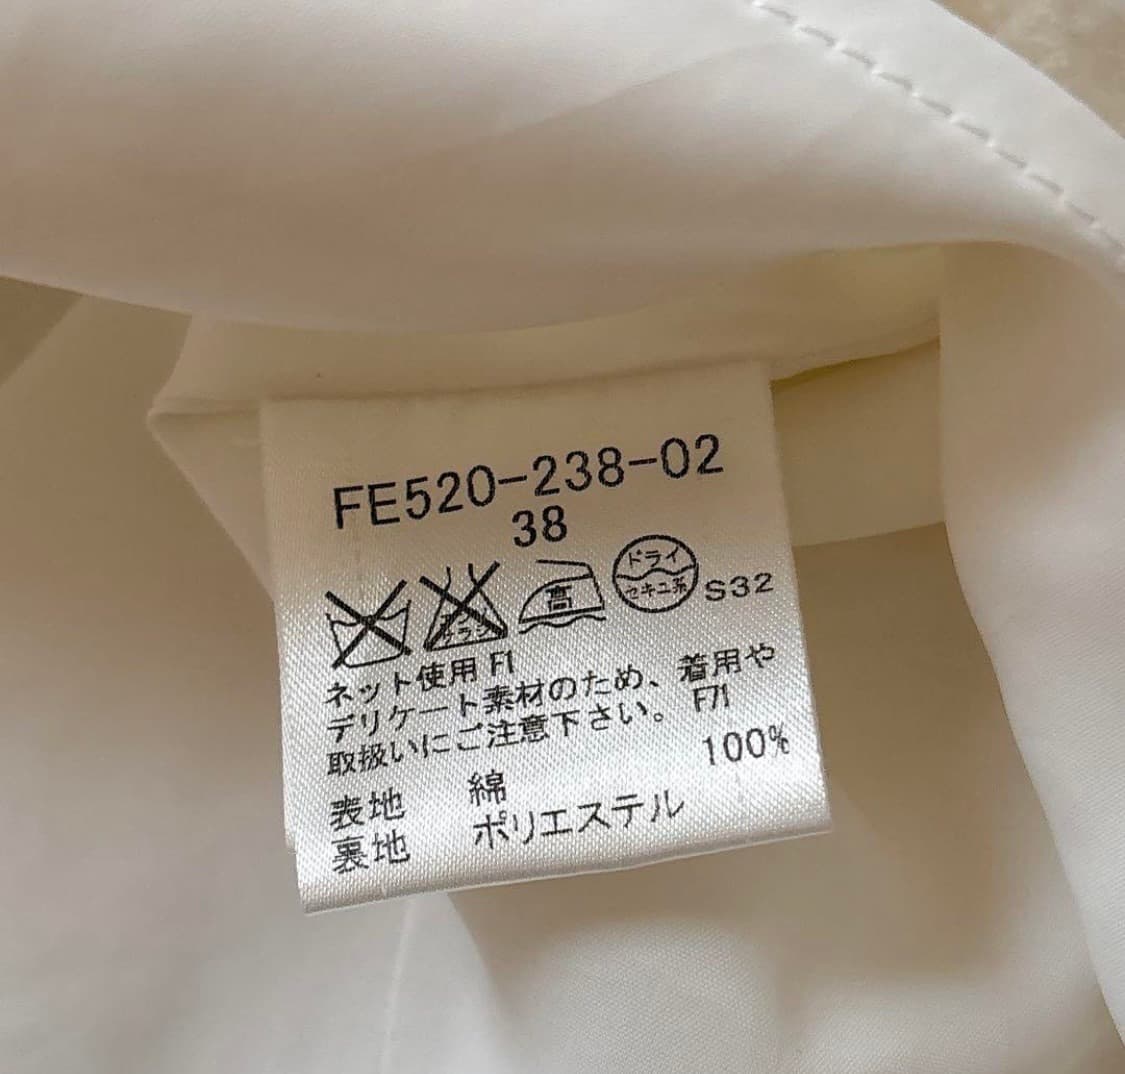 FE520-238-02
38
高 ドライ セキユ系 S32
ネット使用 F1
デリケート素材のため、着用や
取扱いにご注意下さい。 F71
表地 綿 100%
裏地 ポリエステル